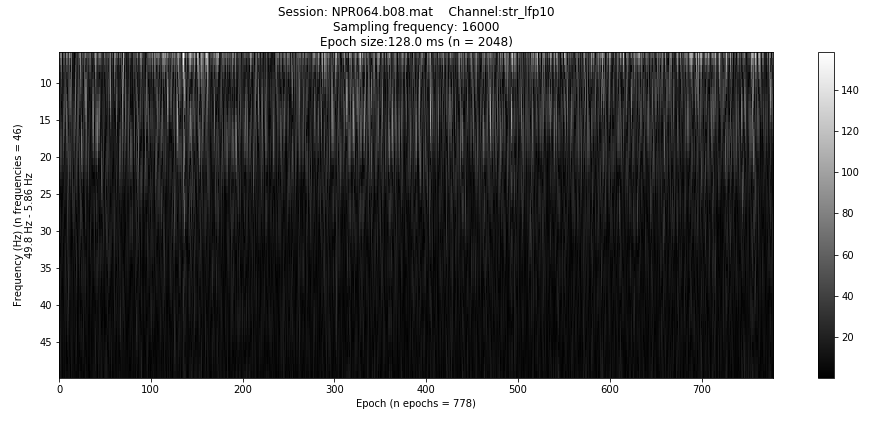 Session: NPR064.b08.mat    Channel:str_lfp10
Sampling frequency: 16000
Epoch size:128.0 ms (n = 2048)
Frequency (Hz) (n frequencies = 46)
49.8 Hz - 5.86 Hz
10
15
20
25
30
35
40
45
0 100 200 300 400 500 600 700
Epoch (n epochs = 778)
140
120
100
80
60
40
20